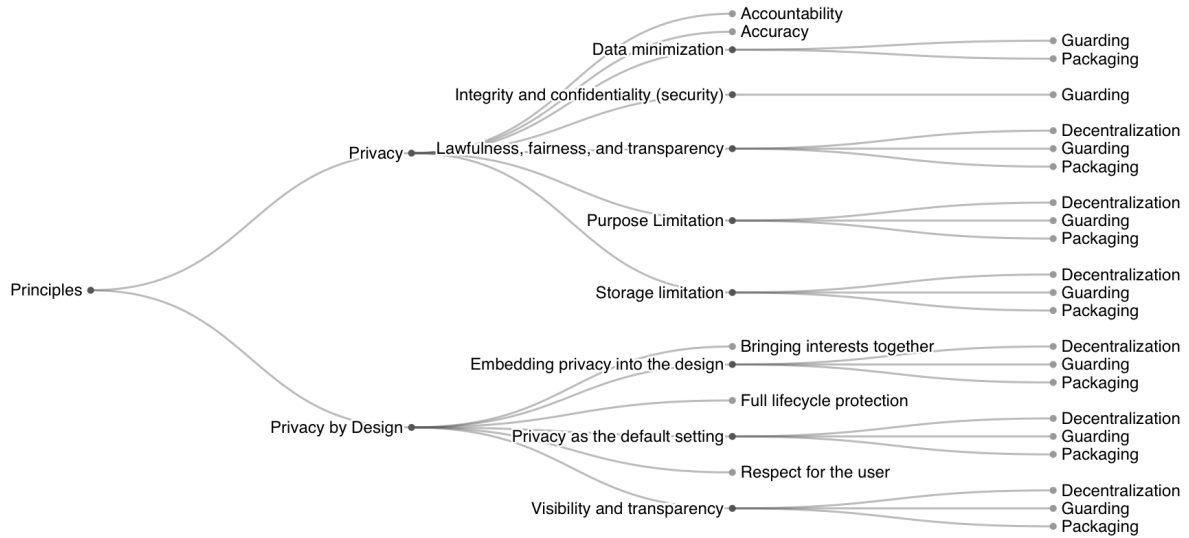 Principles
Privacy
Accountability
Accuracy
Data minimization
Guarding
Packaging
Integrity and confidentiality (security)
Guarding
Lawfulness, fairness, and transparency
Decentralization
Guarding
Packaging
Purpose Limitation
Decentralization
Guarding
Packaging
Storage limitation
Decentralization
Guarding
Packaging
Privacy by Design
Bringing interests together
Embedding privacy into the design
Decentralization
Guarding
Packaging
Full lifecycle protection
Privacy as the default setting
Decentralization
Guarding
Packaging
Respect for the user
Visibility and transparency
Decentralization
Guarding
Packaging